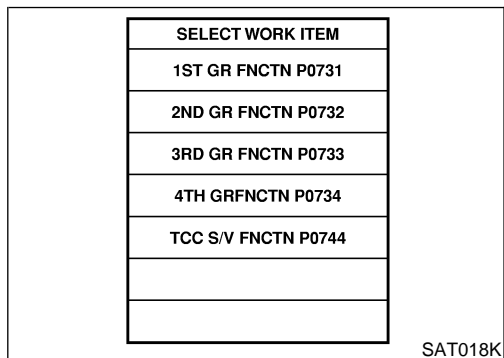 SELECT WORK ITEM
1ST GR FNCTN P0731
2ND GR FNCTN P0732
3RD GR FNCTN P0733
4TH GRFNCTN P0734
TCC S/V FNCTN P0744
SAT018K